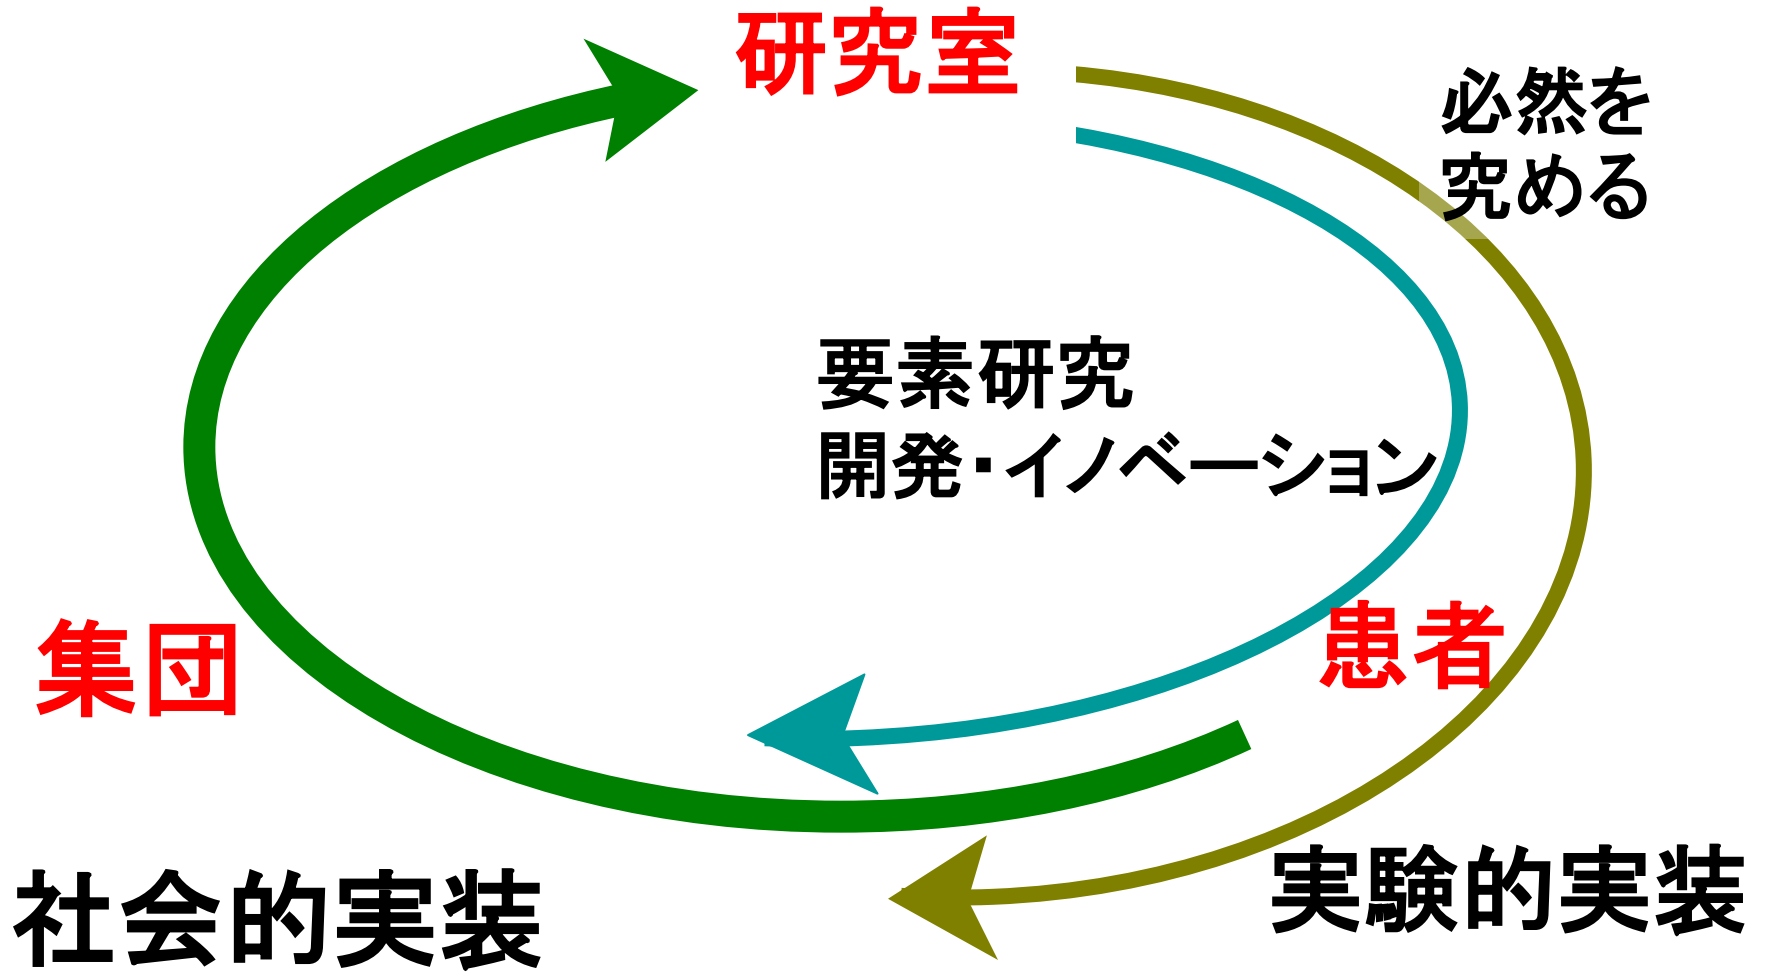 研究室
必然を
究める
要素研究
開発・イノベーション
集団
患者
社会的実装
実験的実装